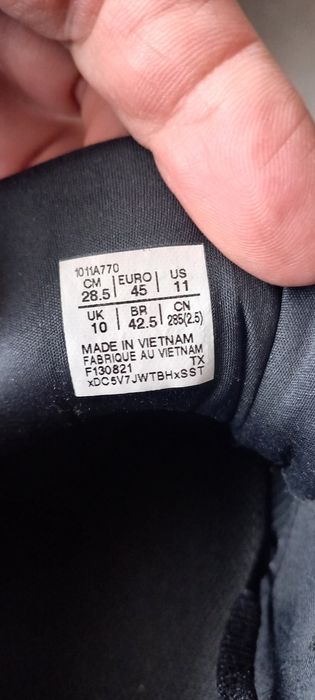 1011A770
CM EURO US
28.5 45 11
UK BR CN
10 42.5 285(2.5)
MADE IN VIETNAM
FABRIQUE AU VIETNAM
F130821 TX
xDC5V7JWTBHxSST